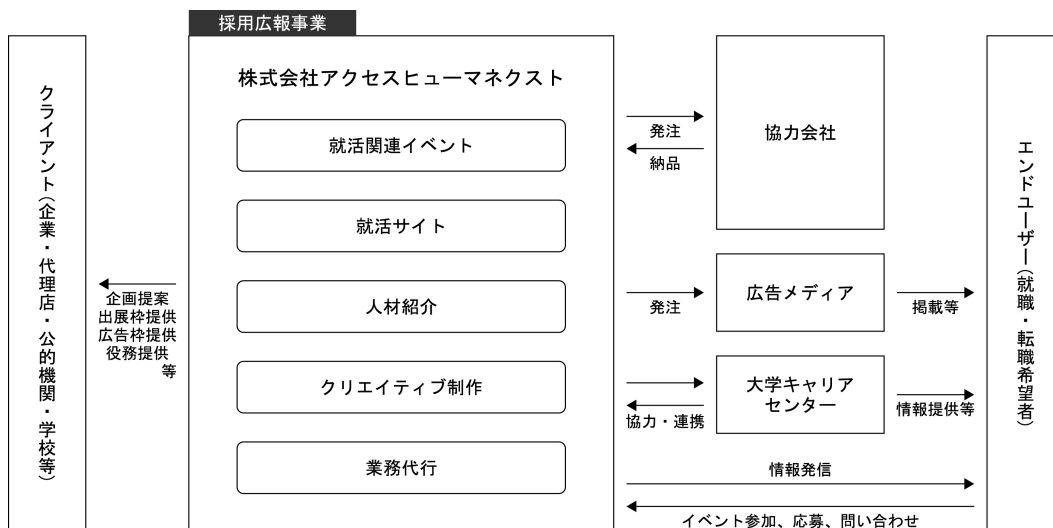 採用広報事業
クライアント(企業・代理店・公的機関・学校等)
企画提案
出展枠提供
広告枠提供
役務提供
等
株式会社アクセスヒューマネクスト
就活関連イベント
就活サイト
人材紹介
クリエイティブ制作
業務代行
発注
納品
協力会社
発注
広告メディア
掲載等
協力・連携
大学キャリア
センター
情報提供等
情報発信
イベント参加、応募、問い合わせ
エンドユーザー(就職・転職希望者)